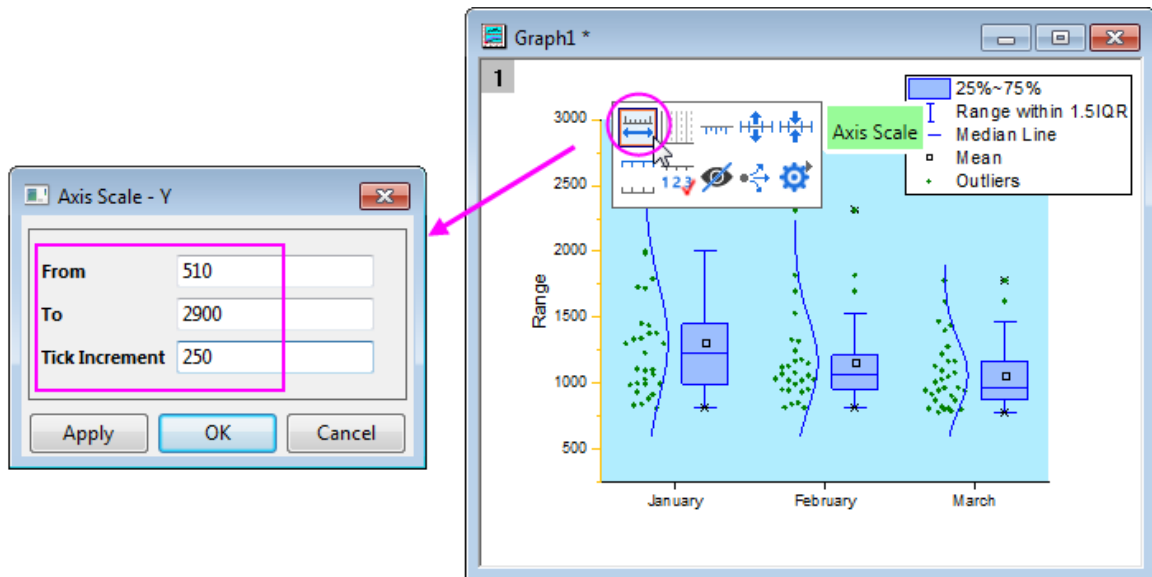 Axis Scale - Y
From 510
To 2900
Tick Increment 250
Apply OK Cancel
Graph1 *
1
25%~75%
Range within 1.5IQR
Median Line
Mean
Outliers
Axis Scale
123
3000
2500
2000
1500
1000
500
Range
January February March